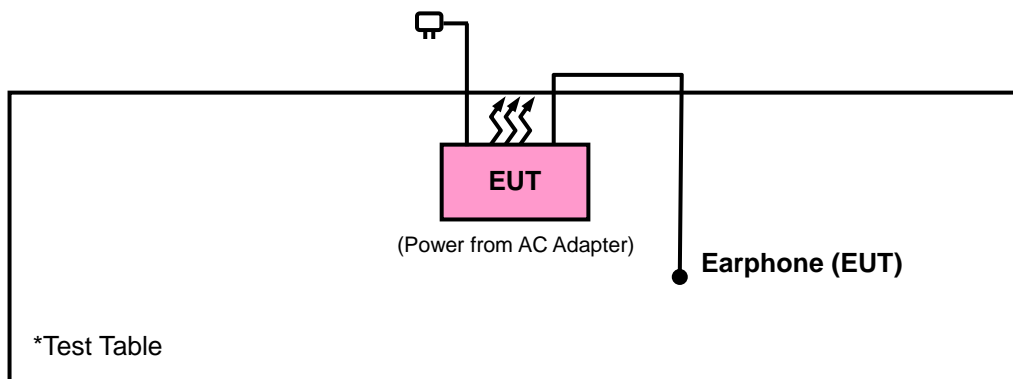 EUT
(Power from AC Adapter)
Earphone (EUT)
*Test Table